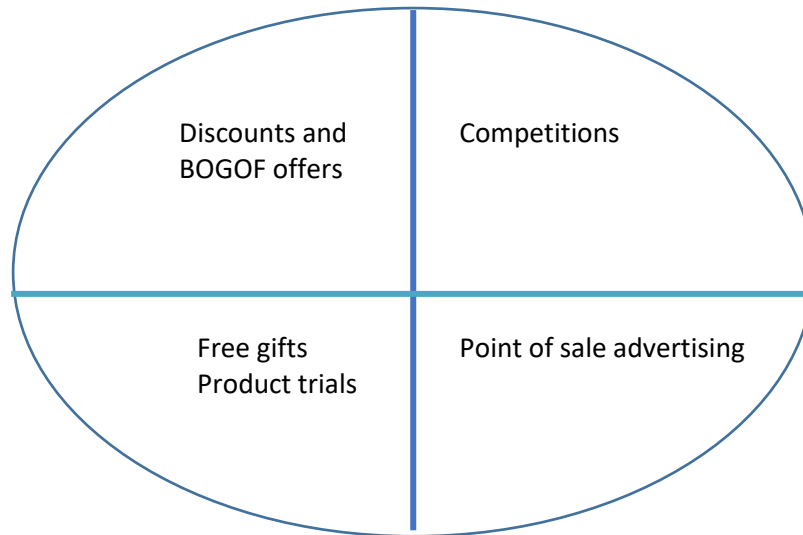 Discounts and
BOGOF offers
Competitions
Free gifts
Product trials
Point of sale advertising